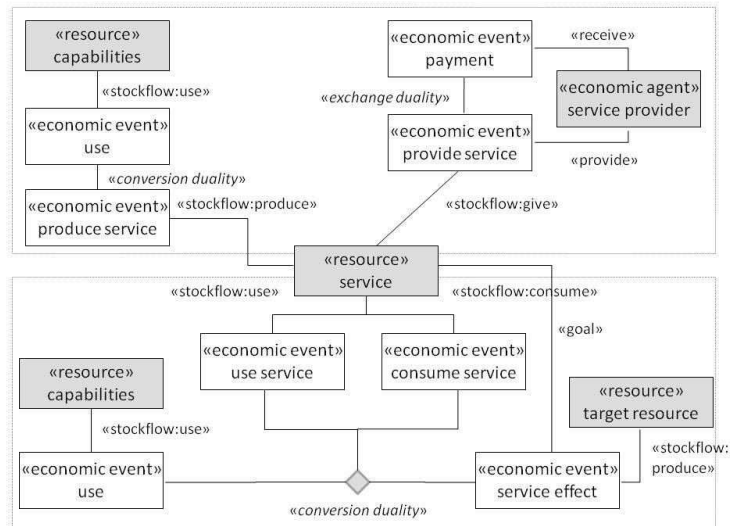 «resource»
capabilities
«stockflow:use»
«economic event»
use
«conversion duality»
«economic event»
produce service
«stockflow:produce»
«economic event»
payment
«receive»
«exchange duality»
«economic agent»
service provider
«economic event»
provide service
«provide»
«stockflow:give»
«resource»
service
«stockflow:use»
«stockflow:consume»
«goal»
«economic event»
use service
«economic event»
consume service
«resource»
capabilities
«stockflow:use»
«economic event»
use
«resource»
target resource
«stockflow:
produce»
«economic event»
service effect
«conversion duality»